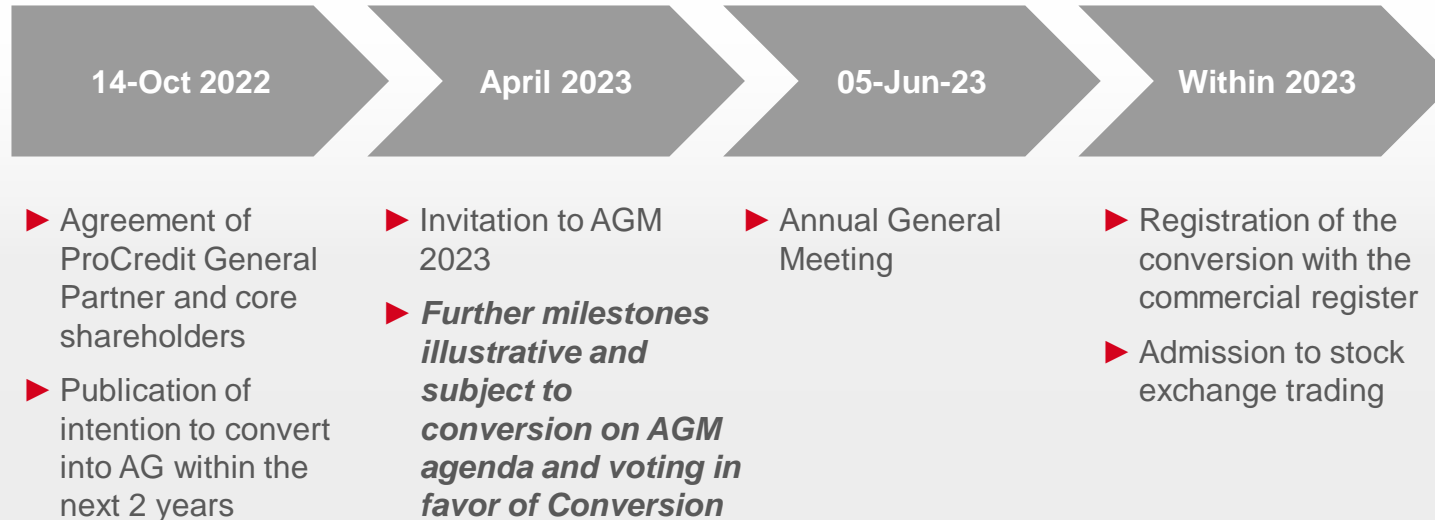 14-Oct 2022
April 2023
05-Jun-23
Within 2023
► Agreement of
ProCredit General
Partner and core
shareholders
► Publication of
intention to convert
into AG within the
next 2 years
► Invitation to AGM
2023
► Further milestones
illustrative and
subject to
conversion on AGM
agenda and voting in
favor of Conversion
► Annual General
Meeting
► Registration of the
conversion with the
commercial register
► Admission to stock
exchange trading